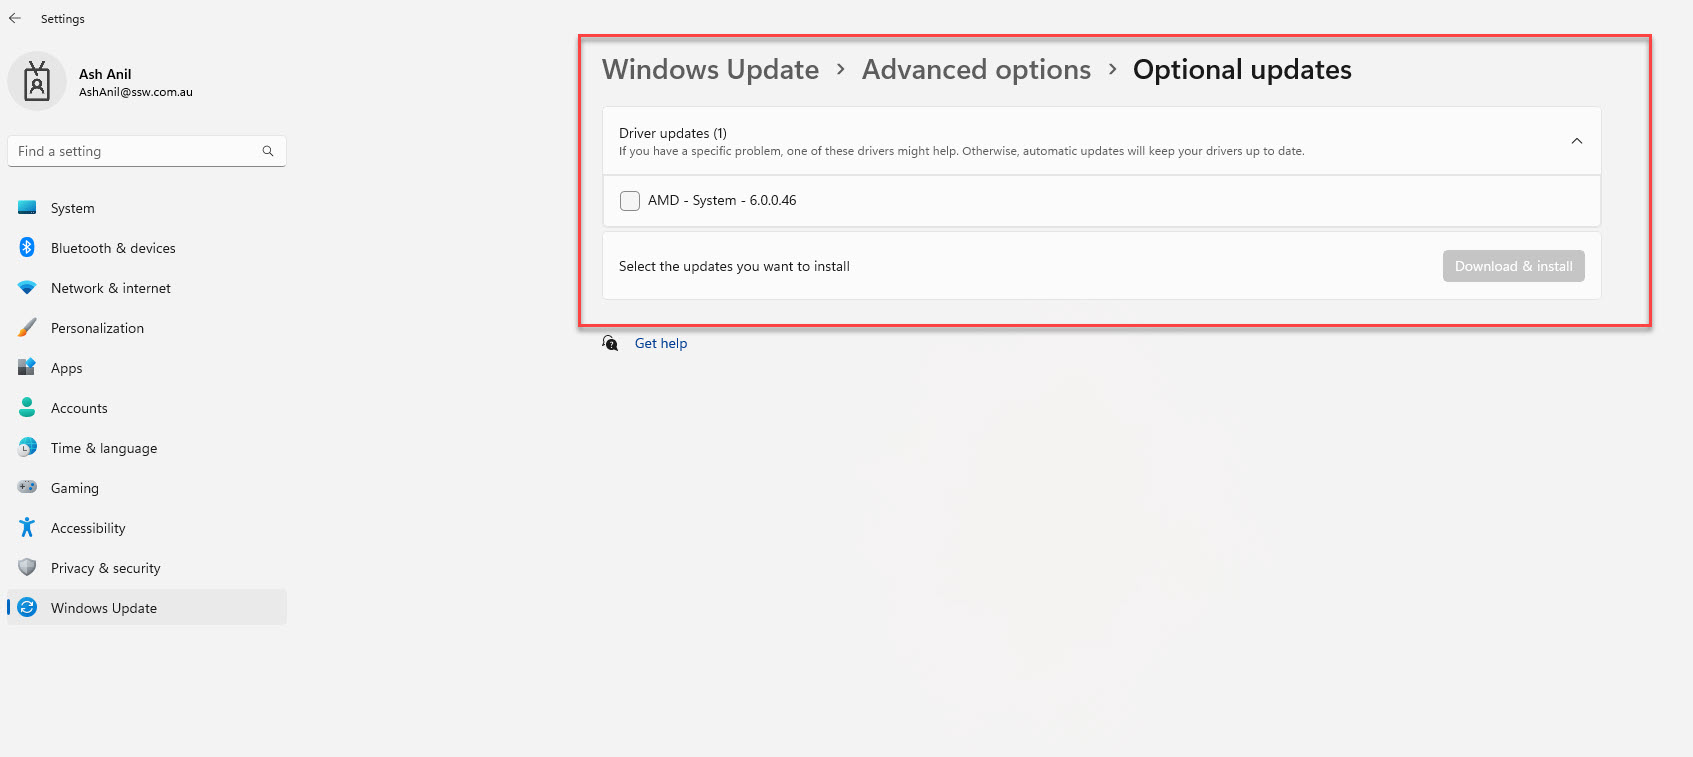 Settings
Ash Anil
AshAnil@ssw.com.au
Find a setting
System
Bluetooth & devices
Network & internet
Personalization
Apps
Accounts
Time & language
Gaming
Accessibility
Privacy & security
Windows Update
Windows Update > Advanced options > Optional updates
Driver updates (1)
If you have a specific problem, one of these drivers might help. Otherwise, automatic updates will keep your drivers up to date.
AMD - System - 6.0.0.46
Select the updates you want to install
Download & install
Get help